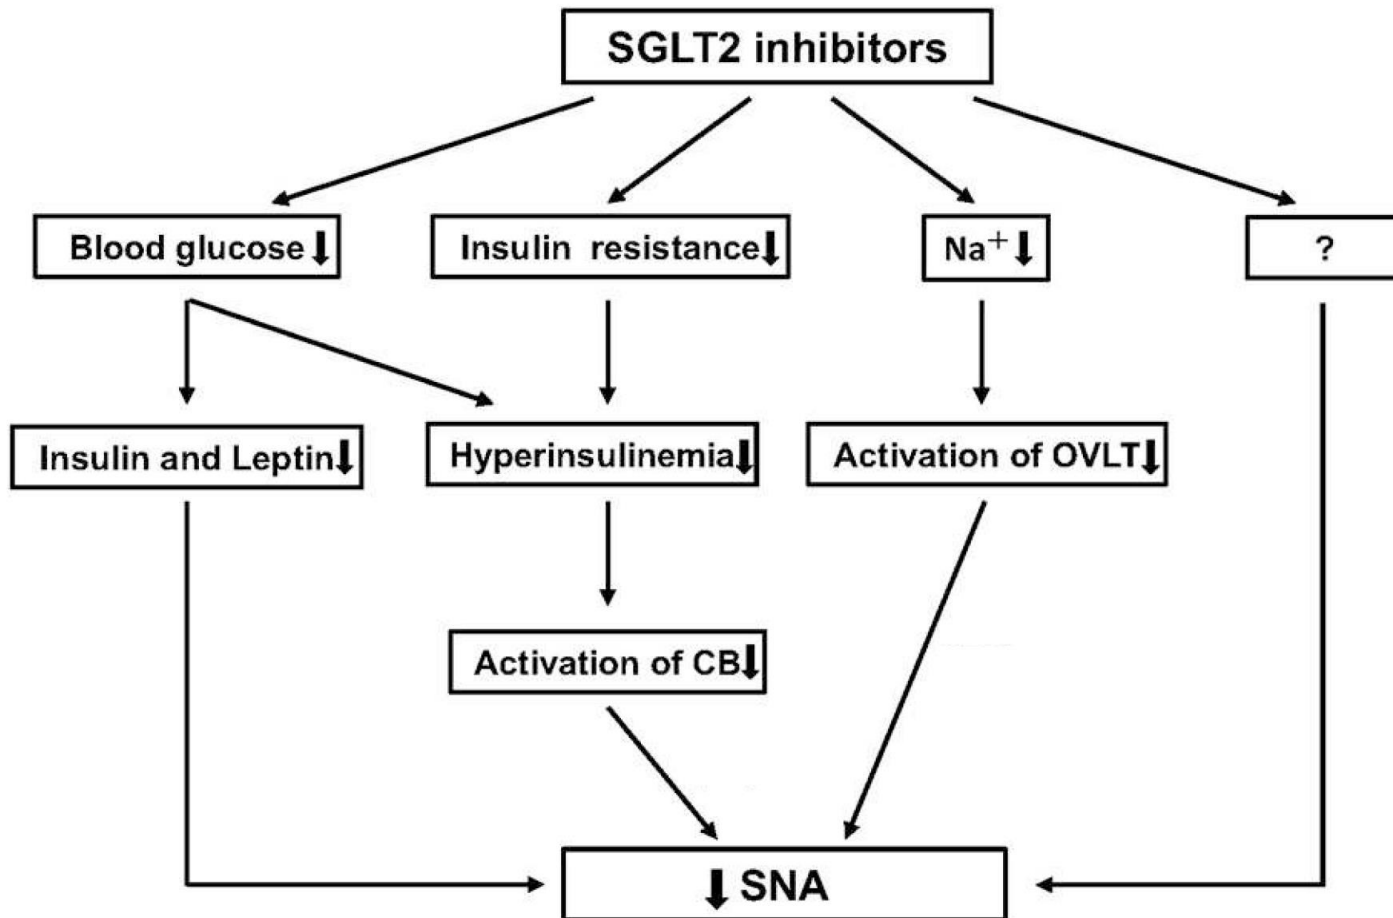 SGLT2 inhibitors
Blood glucose⬇
Insulin resistance⬇
Na⁺⬇
?
Insulin and Leptin⬇
Hyperinsulinemia⬇
Activation of OVLT⬇
Activation of CB⬇
⬇SNA